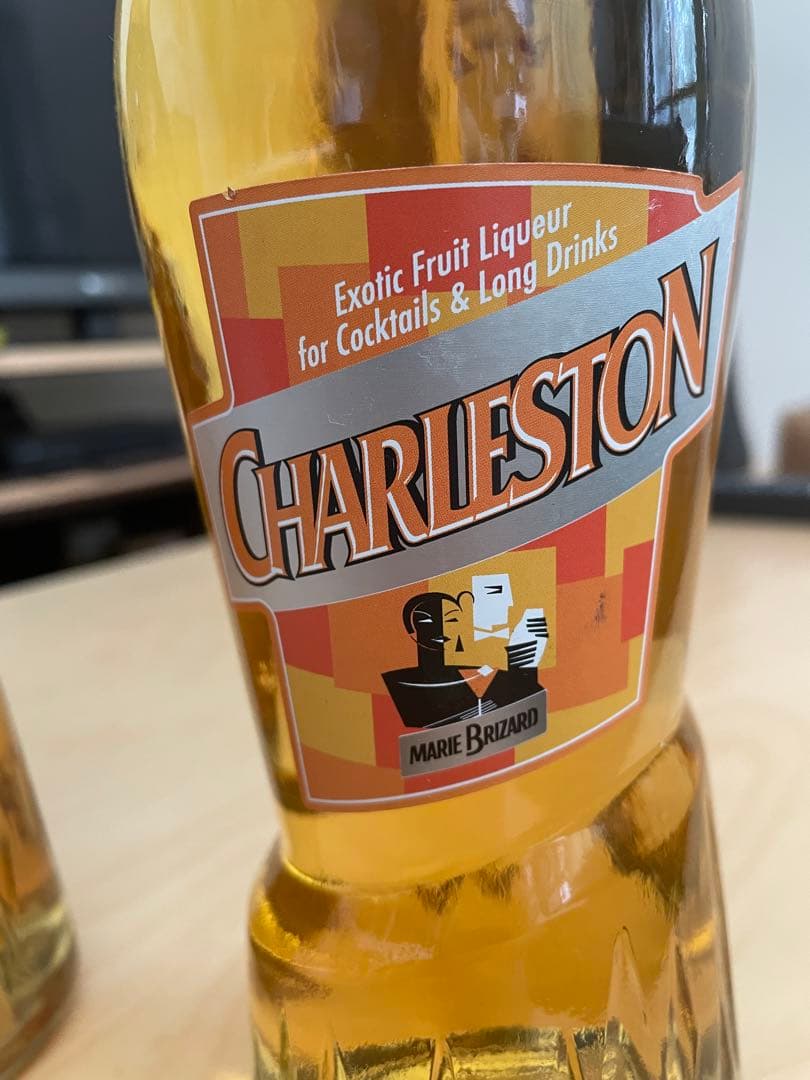 Exotic Fruit Liqueur
for Cocktails & Long Drinks
CHARLESTON
MARIE BRIZARD